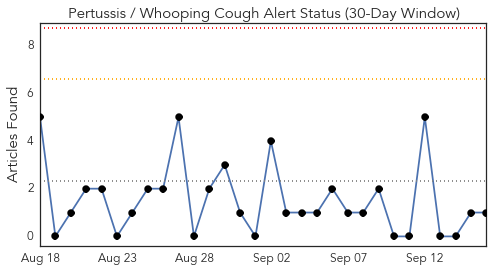 Pertussis / Whooping Cough Alert Status (30-Day Window)
Articles Found
8
6
4
2
0
Aug 18 Aug 23 Aug 28 Sep 02 Sep 07 Sep 12